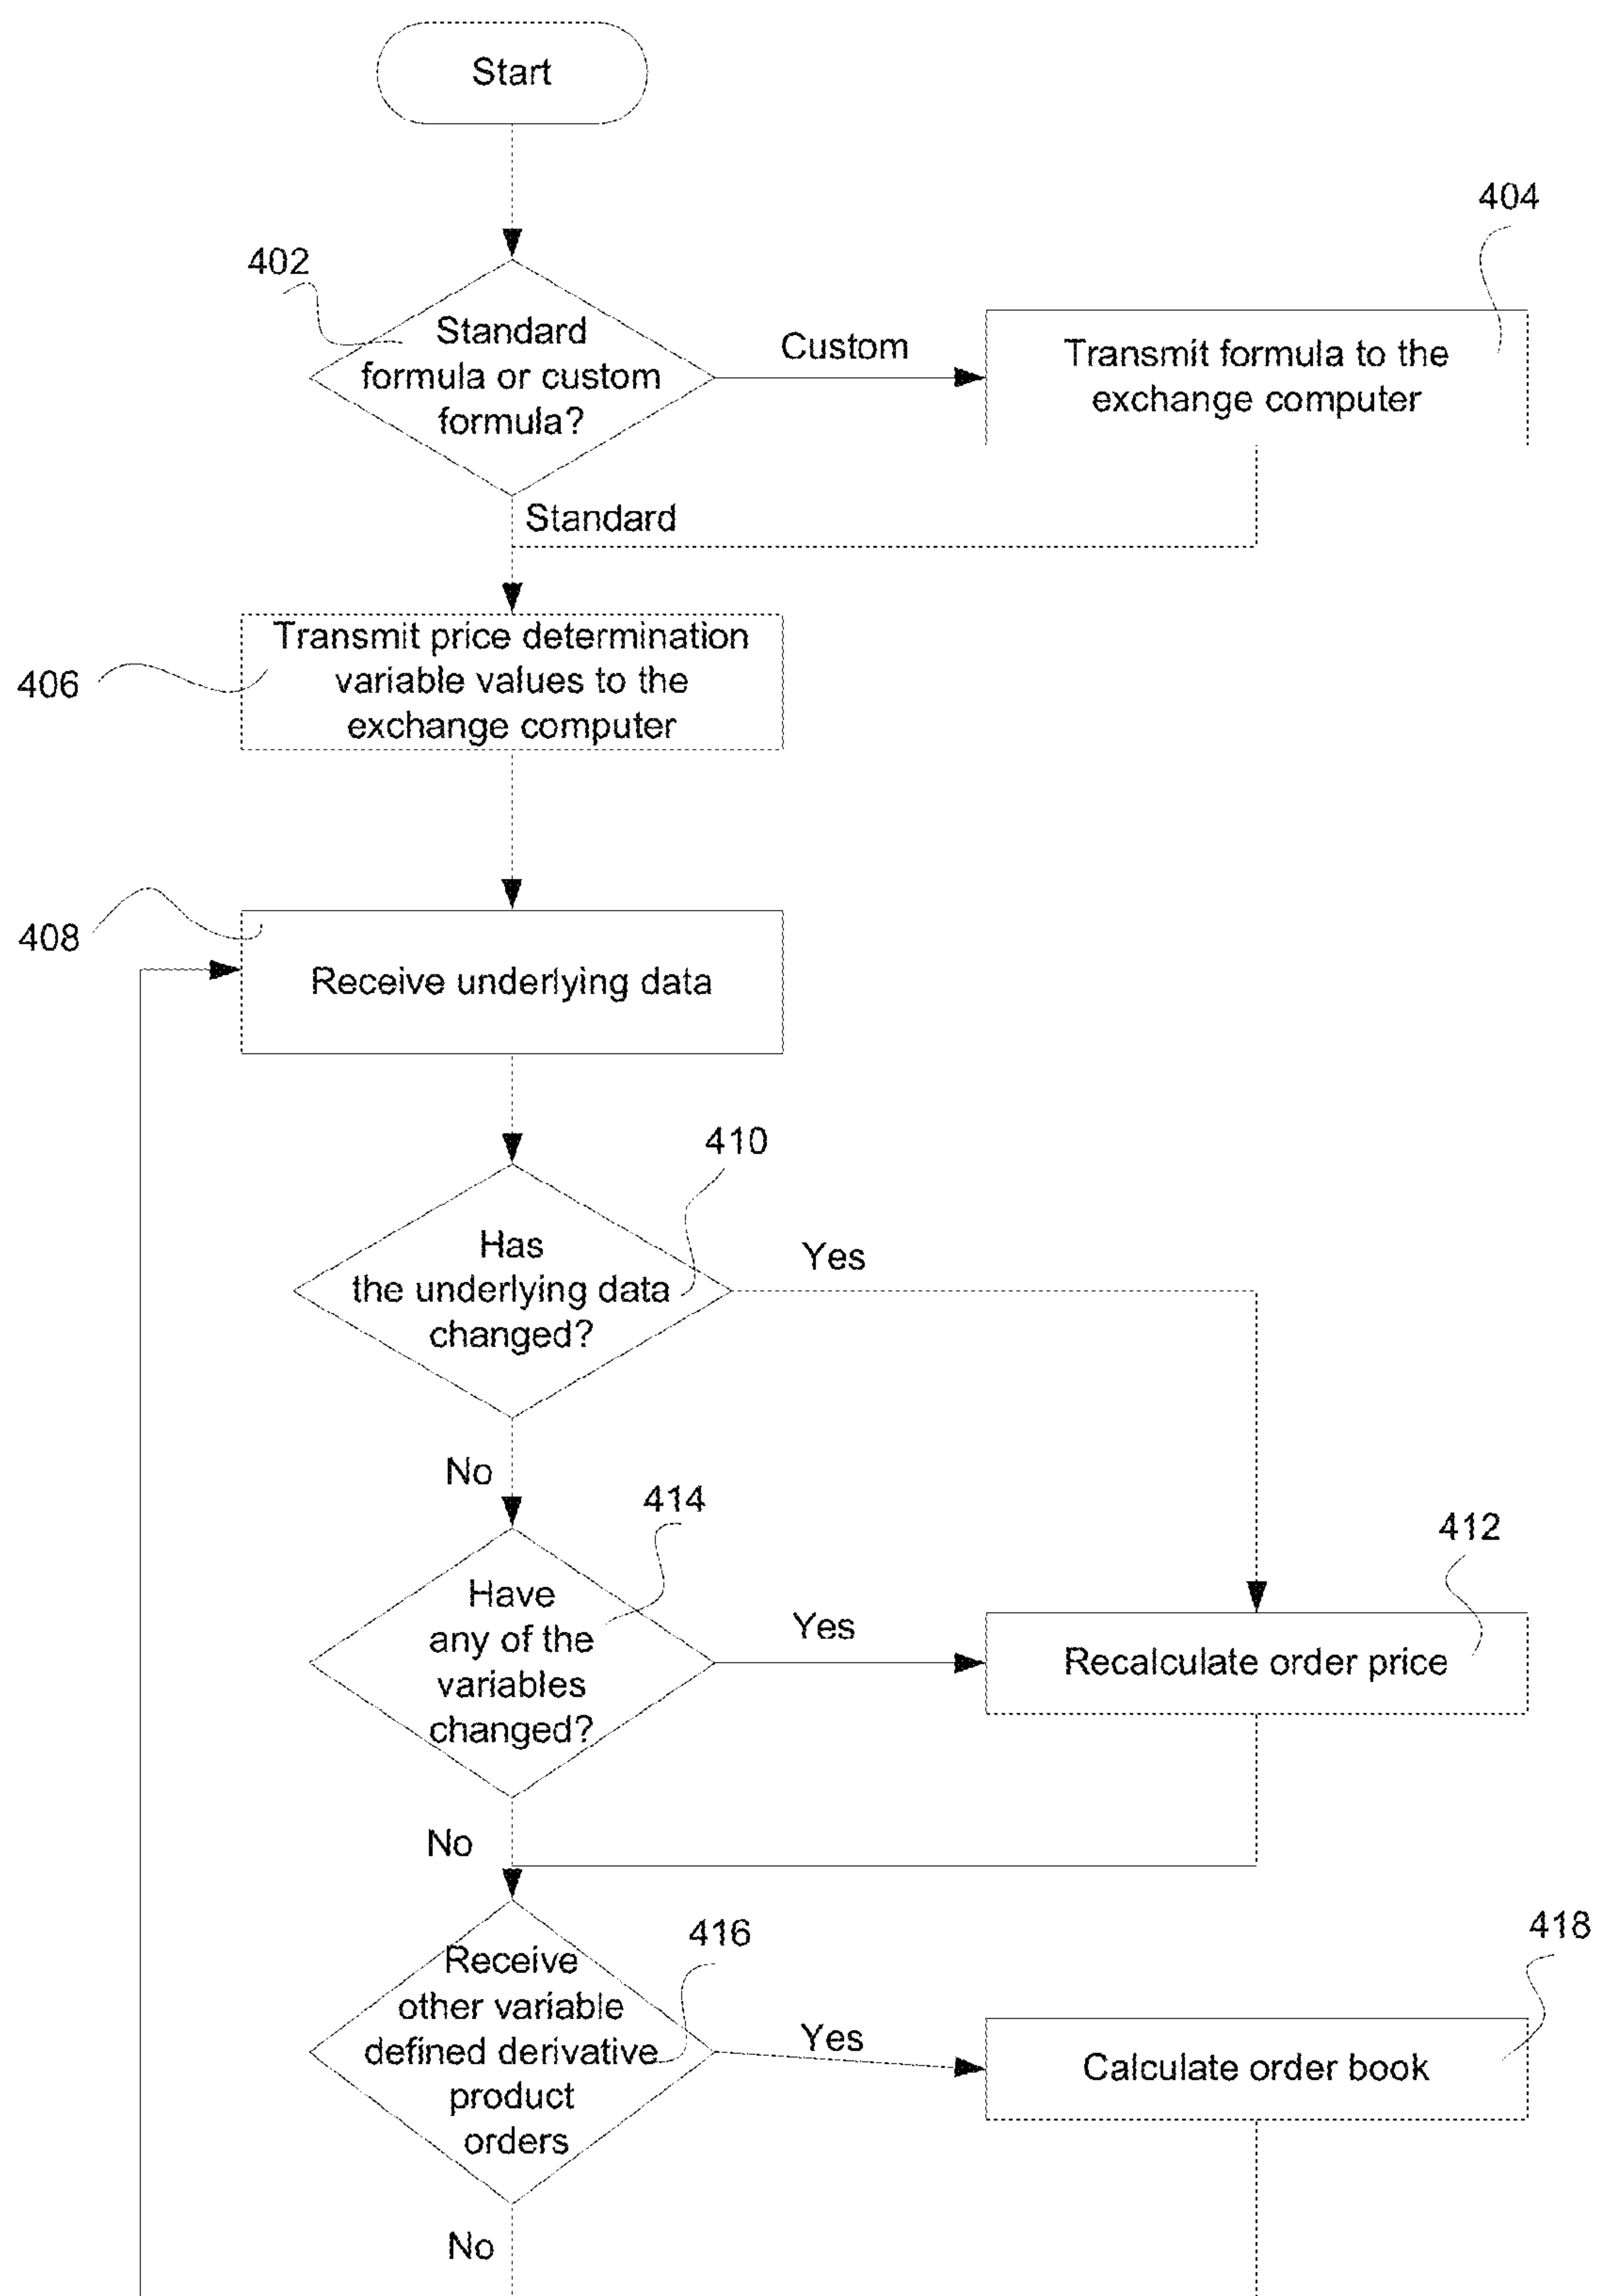 Start
404
402
Standard
formula or custom
formula?
Custom
Transmit formula to the
exchange computer
Standard
Transmit price determination
variable values to the
exchange computer
406
408
Receive underlying data
410
Has
the underlying data
changed?
Yes
No
414
412
Have
any of the
variables
changed?
Yes
Recalculate order price
No
416
418
Receive
other variable
defined derivative
product
orders
Yes
Calculate order book
No